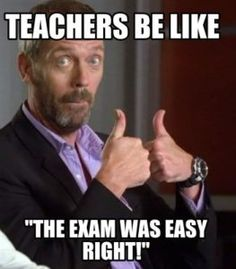 TEACHERS BE LIKE
"THE EXAM WAS EASY
RIGHT!"